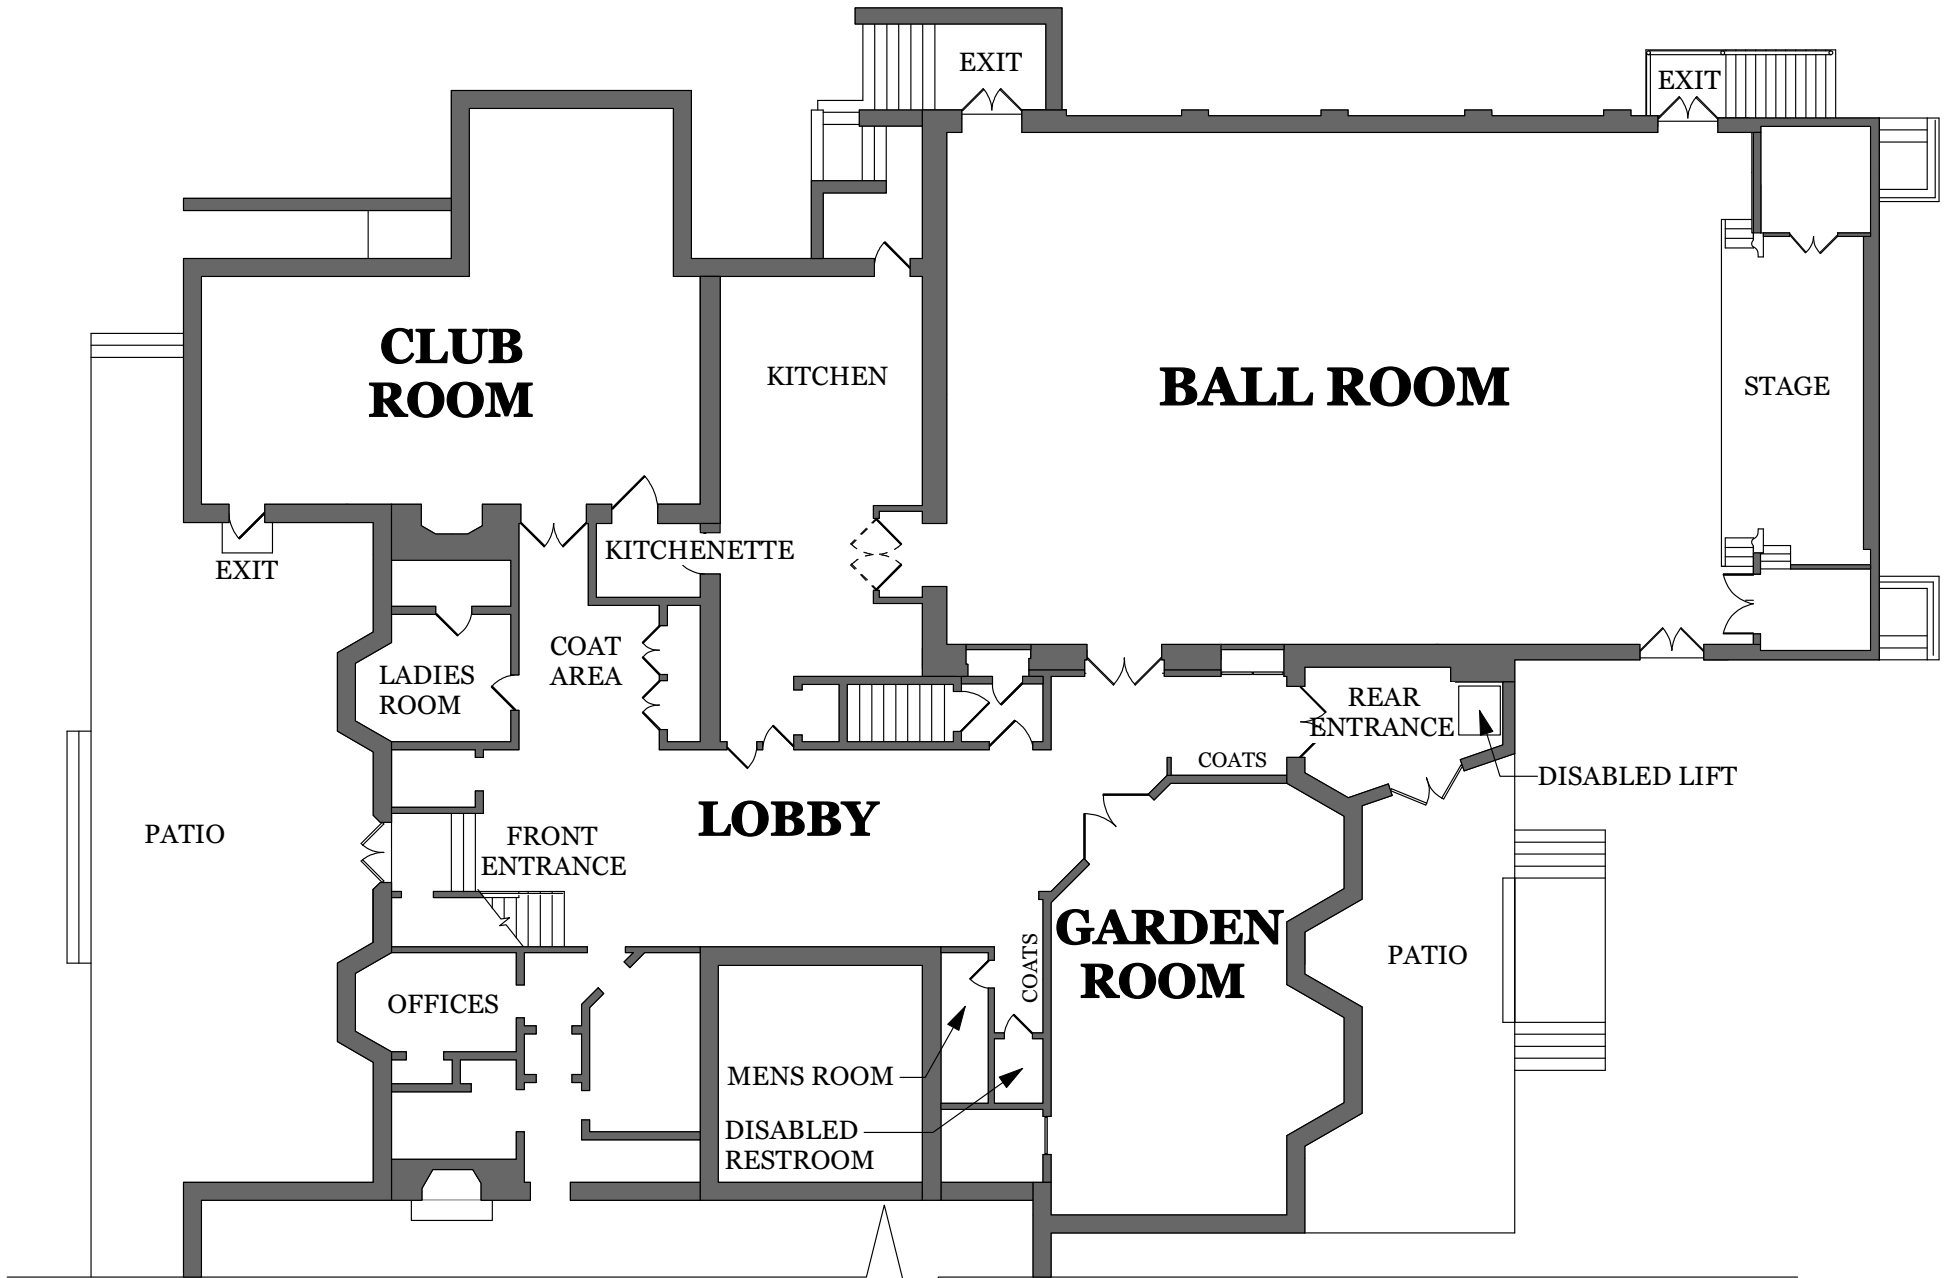 EXIT
EXIT
CLUB
ROOM
KITCHEN
BALL ROOM
STAGE
KITCHENETTE
EXIT
COAT
AREA
LADIES
ROOM
REAR
ENTRANCE
COATS
DISABLED LIFT
LOBBY
PATIO
FRONT
ENTRANCE
GARDEN
ROOM
COATS
PATIO
OFFICES
MENS ROOM
DISABLED
RESTROOM